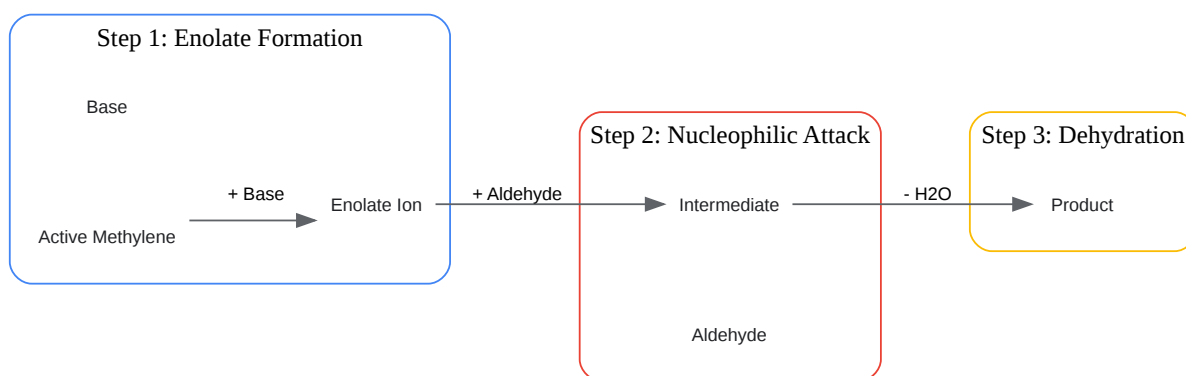 Step 1: Enolate Formation
Base
+ Base
Active Methylene
Enolate Ion
+ Aldehyde
Step 2: Nucleophilic Attack
Intermediate
Aldehyde
- H2O
Step 3: Dehydration
Product